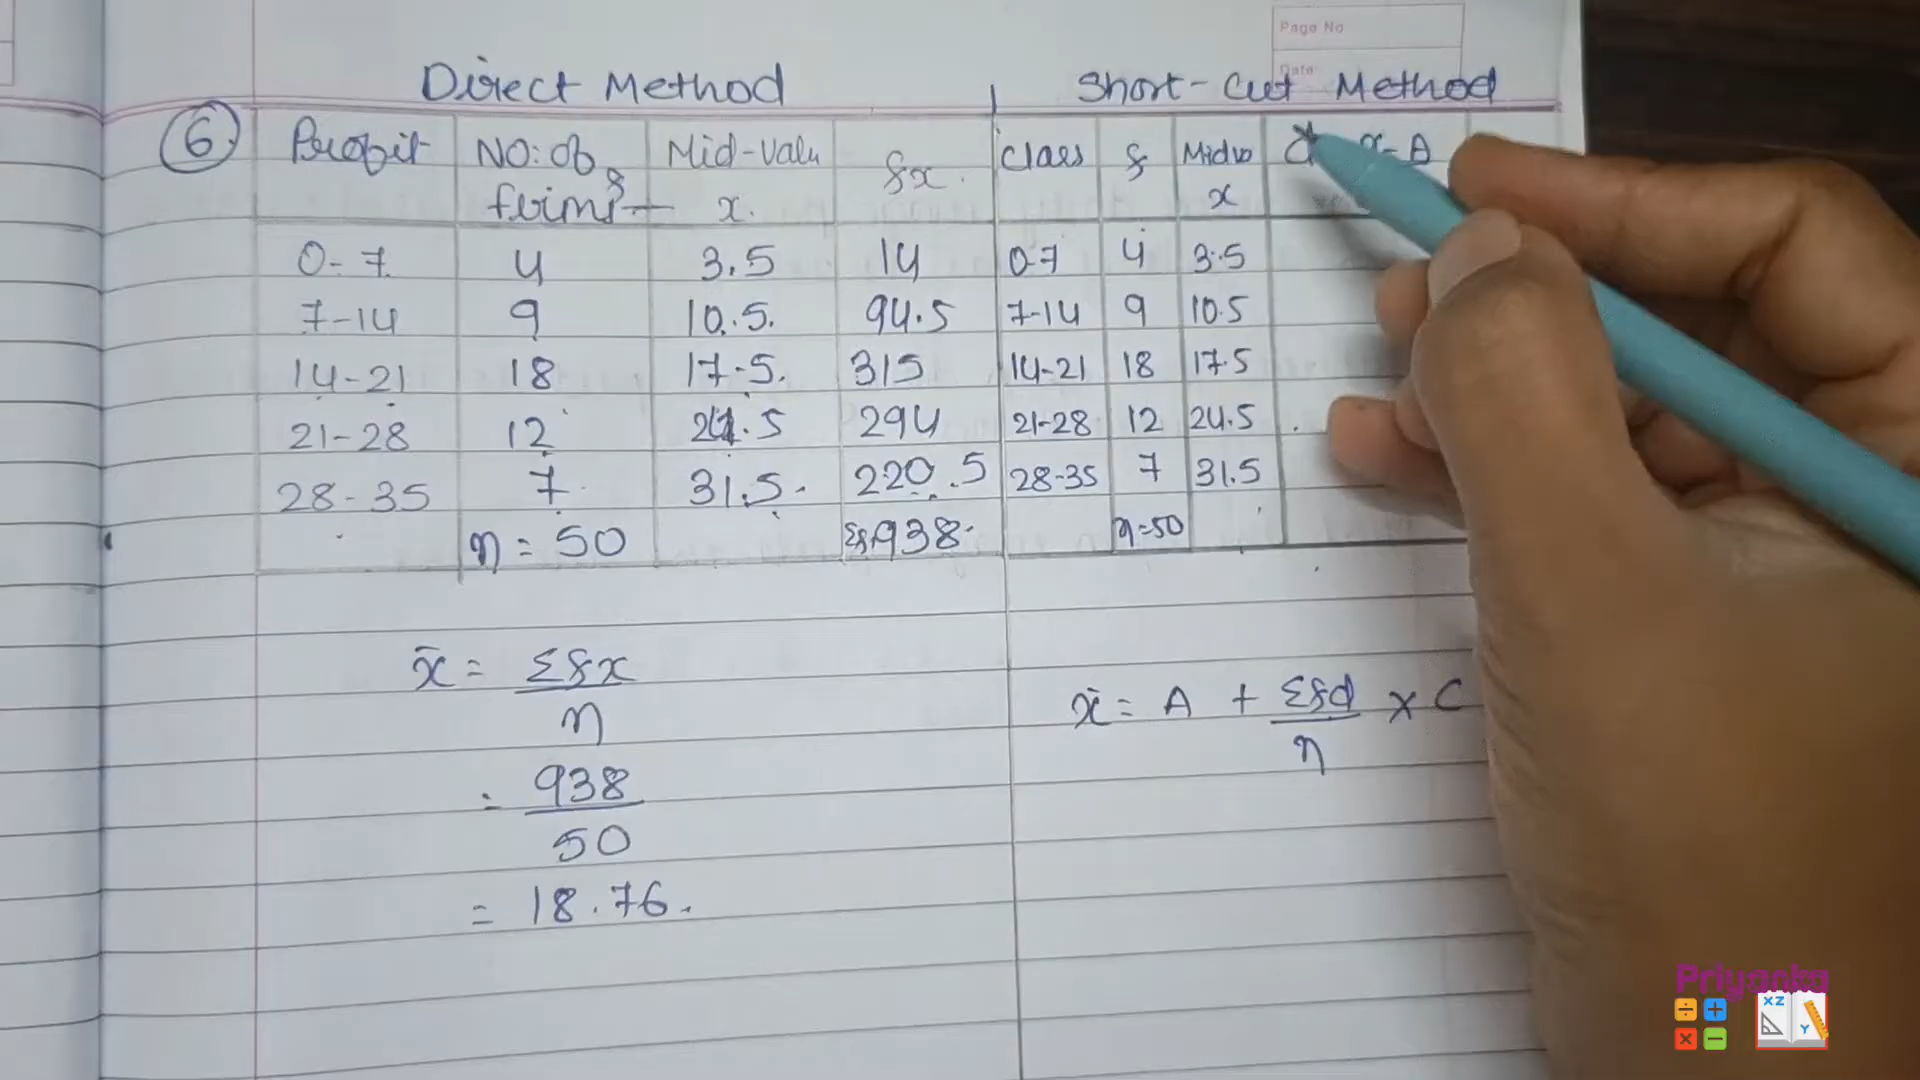 Page No
Date:
Direct Method
Short-Cut Method
6
Profit No: of firms f Mid-Valu x. fx. Class f Midva x d x-A
0-7 4 3.5 14 0-7 4 3.5
7-14 9 10.5. 94.5 7-14 9 10.5
14-21 18 17.5. 315 14-21 18 17.5
21-28 12 24.5 294 21-28 12 24.5
28-35 7 31.5. 220.5 28-35 7 31.5
n = 50 Σf 938 n=50
x̄ = Σfx / n
= 938 / 50
= 18.76.
x̄ = A + Σfd / n × C
Priyanka
XZ
Y